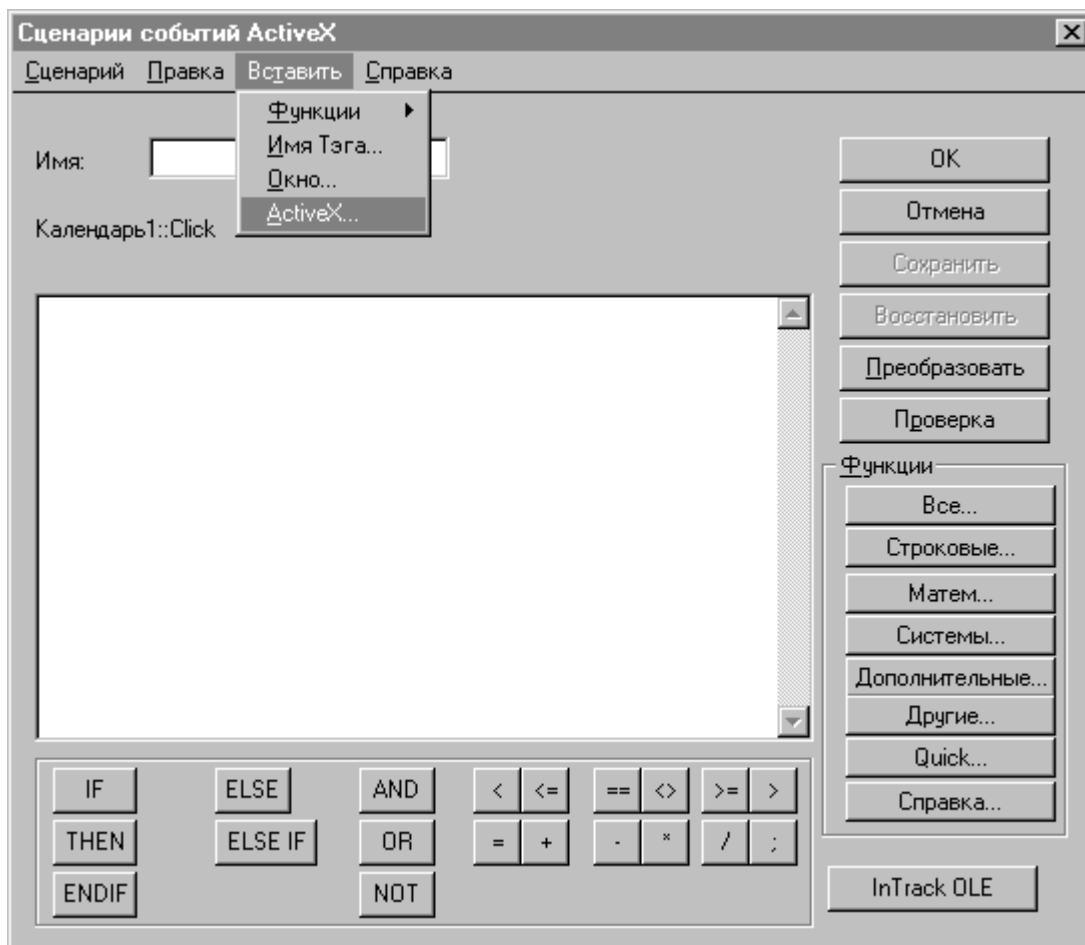 Сценарии событий ActiveX
Сценарий Правка Вставить Справка
Функции
Имя Тэга...
Окно...
ActiveX...
Имя:
Календарь1::Click
OK
Отмена
Сохранить
Восстановить
Преобразовать
Проверка
Функции
Все...
Строковые...
Матем...
Системы...
Дополнительные...
Другие...
Quick...
Справка...
IF ELSE AND < <= == <> >= >
THEN ELSE IF OR = + - * / ;
ENDIF NOT
InTrack OLE